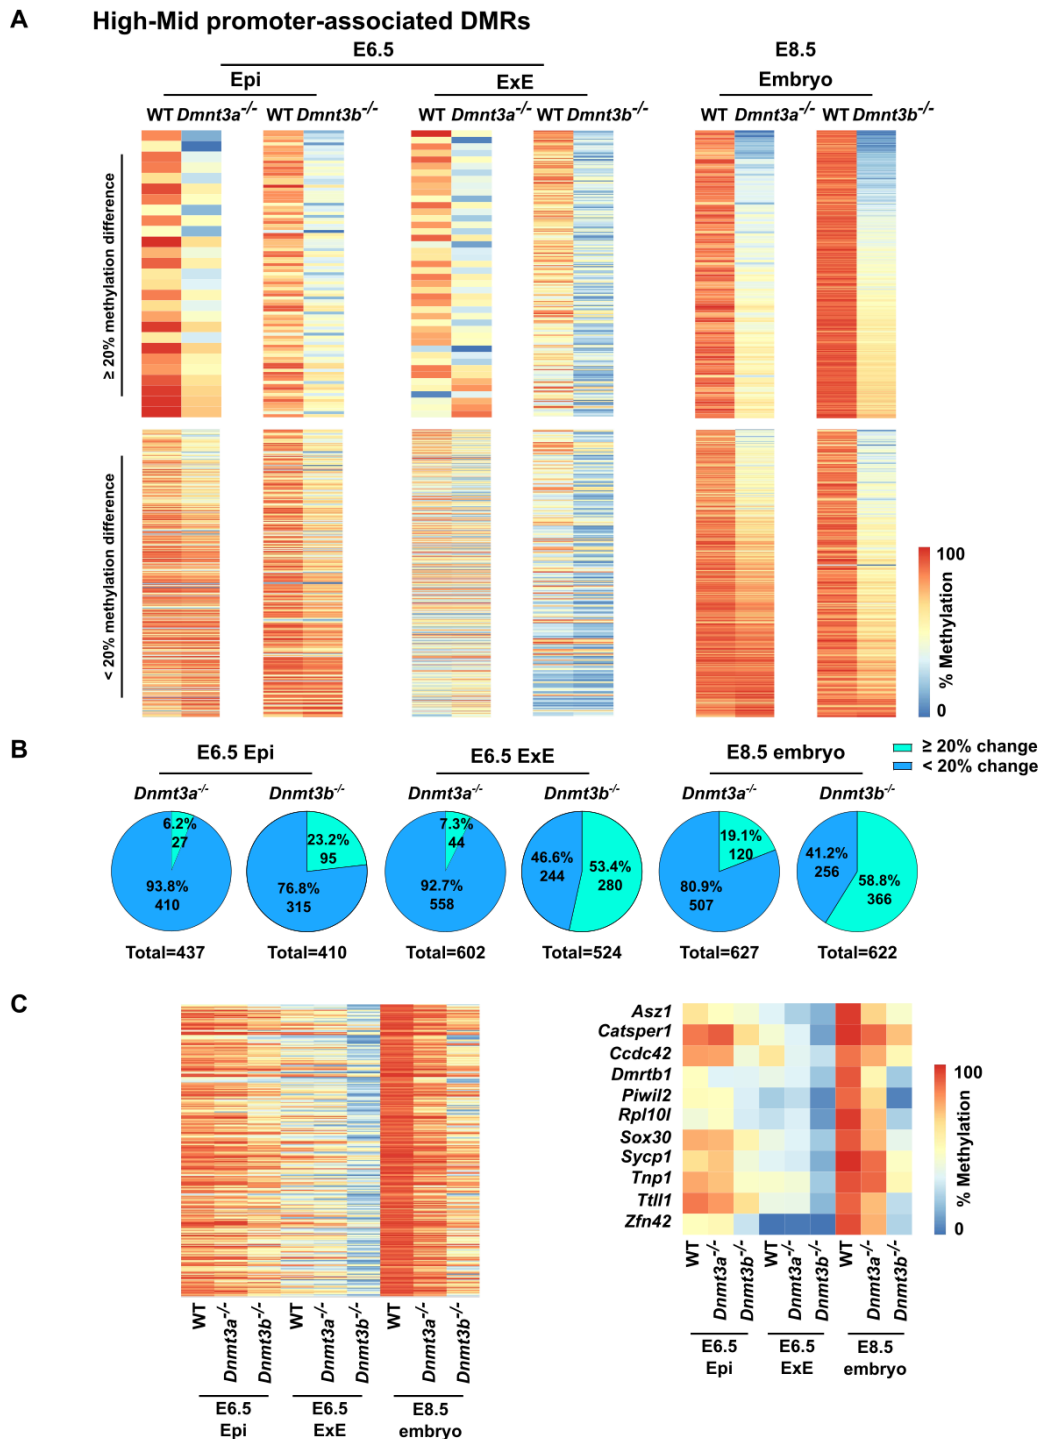 A
High-Mid promoter-associated DMRs
E6.5
E8.5
Epi
ExE
Embryo
WT Dmnt3a-/-
WT Dmnt3b-/-
WT Dmnt3a-/-
WT Dmnt3b-/-
WT Dmnt3a-/-
WT Dmnt3b-/-
≥ 20% methylation difference
< 20% methylation difference
100
% Methylation
0
B
E6.5 Epi
E6.5 ExE
E8.5 embryo
≥ 20% change
< 20% change
Dnmt3a-/-
Dnmt3b-/-
Dnmt3a-/-
Dnmt3b-/-
Dnmt3a-/-
Dnmt3b-/-
6.2%
27
93.8%
410
23.2%
95
76.8%
315
7.3%
44
92.7%
558
46.6%
244
53.4%
280
19.1%
120
80.9%
507
41.2%
256
58.8%
366
Total=437
Total=410
Total=602
Total=524
Total=627
Total=622
C
WT
Dnmt3a-/-
Dnmt3b-/-
WT
Dnmt3a-/-
Dnmt3b-/-
WT
Dnmt3a-/-
Dnmt3b-/-
E6.5
Epi
E6.5
ExE
E8.5
embryo
Asz1
Catsper1
Ccdc42
Dmrtb1
Piwil2
Rpl10l
Sox30
Sycp1
Tnp1
Ttll1
Zfn42
WT
Dnmt3a-/-
Dnmt3b-/-
WT
Dnmt3a-/-
Dnmt3b-/-
WT
Dnmt3a-/-
Dnmt3b-/-
E6.5
Epi
E6.5
ExE
E8.5
embryo
100
% Methylation
0